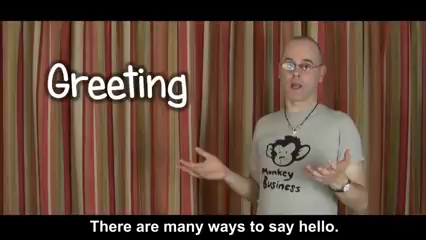 Greeting
Monkey
Business
There are many ways to say hello.